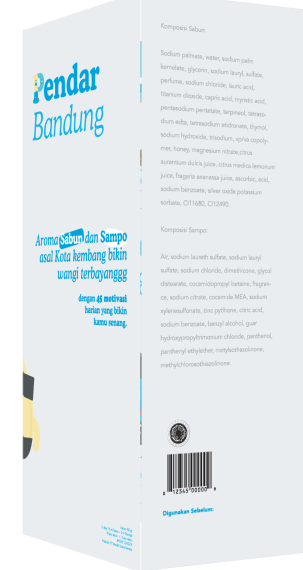 Pendar
Bandung
Aroma Sabun dan Sampo
asal Kota kembang bikin
wangi terbayanggg
dengan 45 motivasi
harian yang bikin
kamu senang.
Komposisi Sabun:
Sodium palmate, water, sodium palm
kernelate, glycerin, sodium lauryl, sulfate,
perfume, sodium chloride, lauric acid,
titanium dioxide, capric acid, myristic acid,
pentasodium pentetate, terpineol, tetraso-
dium edta, tetrasodium etidronate, thymol,
sodium hydroxide, trisodium, apina copoly-
mer, honey, magnesium nitrate,citrus
aurantium dulcis juice, citrus medica lemonum
juice, fragaria ananassa juice, ascorbic, acid,
sodium benzoate, silver oxide potassium
sorbate, CI11680, CI12490.
Komposisi Sampo:
Air, sodium laureth sulfate, sodium lauryl
sulfate, sodium chloride, dimethicone, glycol
distearate, cocamidopropyl betaine, fragran-
ce, sodium citrate, cocamide MEA, sodium
xylenesulfonate, zinc pythone, citric acid,
sodium benzoate, benzyl alcohol, guar
hydroxypropyltrimonium chloride, panthenol,
panthenyl ethylether,
methylchloroisothiazolinone
Digunakan Sebelum: